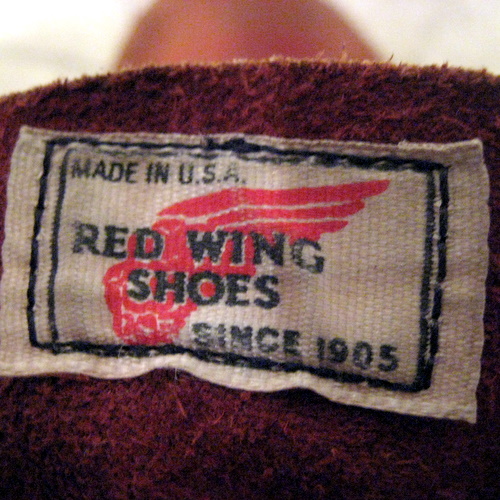 MADE IN U.S.A.
RED WING
SHOES
SINCE 1905